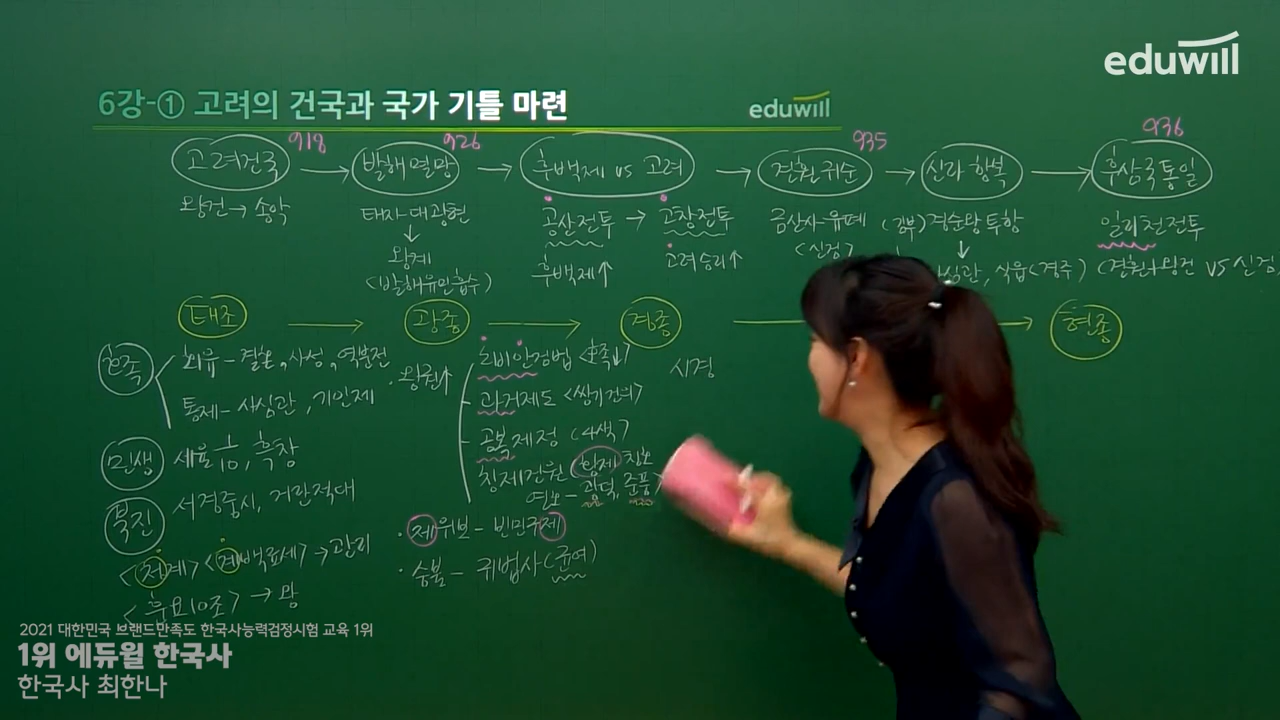 eduwill
6강-① 고려의 건국과 국가 기틀 마련
eduwill
고려건국 918 → 발해멸망 926 → 후백제 vs 고려 → 견훤귀순 935 → 신라 항복 → 후삼국 통일 936
왕건 → 송악
태자 대광현
↓
왕계
<발해유민흡수>
공산전투 → 고창전투
후백제↑
고려승리↑
금산사 유폐
<신검>
(김부) 경순왕 투항
↓
심관, 식읍<경주>
일리천전투
(견훤, 왕건 VS 신검
태조 → 광종 → 경종 → 현종
호족
회유 - 결혼, 사성, 역분전
통제 - 사심관, 기인제
민생
세율 1/10, 흑창
북진
서경중시, 거란적대
<정계> <계백료서> → 관리
<훈요10조> → 왕
· 왕권↑
노비안검법
과거제도 <쌍기건의>
공복제정 (4색)
칭제건원 황제 칭호
연호 - 광덕, 준풍
· 제위보 - 빈민구제
· 숭불 - 귀법사 (균여)
시정
2021 대한민국 브랜드만족도 한국사능력검정시험 교육 1위
1위 에듀윌 한국사
한국사 최한나